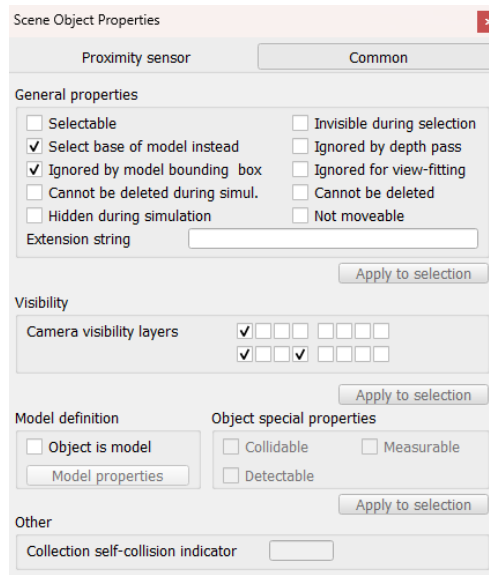 Scene Object Properties
Proximity sensor Common
General properties
Selectable Invisible during selection
Select base of model instead Ignored by depth pass
Ignored by model bounding box Ignored for view-fitting
Cannot be deleted during simul. Cannot be deleted
Hidden during simulation Not moveable
Extension string
Apply to selection
Visibility
Camera visibility layers
Apply to selection
Model definition Object special properties
Object is model Collidable Measurable
Model properties Detectable
Apply to selection
Other
Collection self-collision indicator